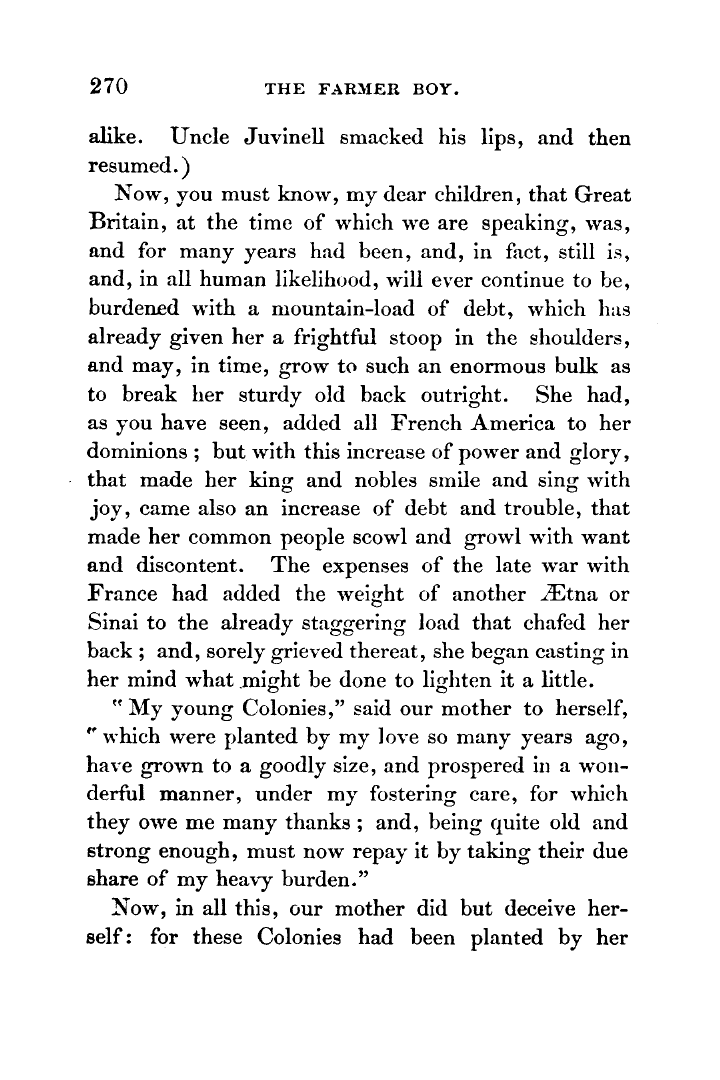 270 THE FARMER BOY.
alike. Uncle Juvinell smacked his lips, and then
resumed.)
Now, you must know, my dear children, that Great
Britain, at the time of which we are speaking, was,
and for many years had been, and, in fact, still is,
and, in all human likelihood, will ever continue to be,
burdened with a mountain-load of debt, which has
already given her a frightful stoop in the shoulders,
and may, in time, grow to such an enormous bulk as
to break her sturdy old back outright. She had,
as you have seen, added all French America to her
dominions ; but with this increase of power and glory,
that made her king and nobles smile and sing with
joy, came also an increase of debt and trouble, that
made her common people scowl and growl with want
and discontent. The expenses of the late war with
France had added the weight of another Ætna or
Sinai to the already staggering load that chafed her
back ; and, sorely grieved thereat, she began casting in
her mind what might be done to lighten it a little.
“ My young Colonies,” said our mother to herself,
“ which were planted by my love so many years ago,
have grown to a goodly size, and prospered in a won-
derful manner, under my fostering care, for which
they owe me many thanks ; and, being quite old and
strong enough, must now repay it by taking their due
share of my heavy burden.”
Now, in all this, our mother did but deceive her-
self: for these Colonies had been planted by her